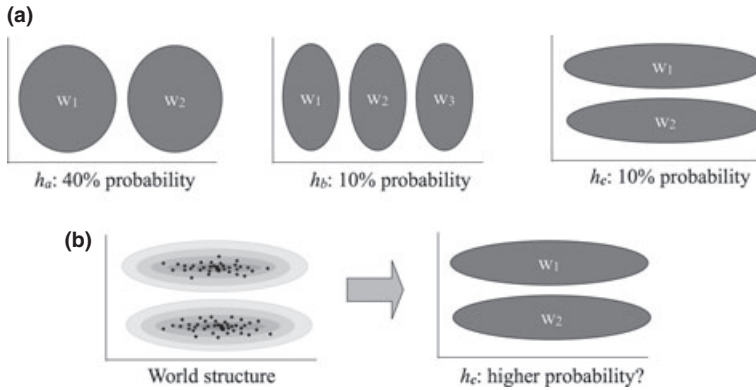 (a)
W1 W2
W1 W2 W3
W1
W2
ha: 40% probability
hb: 10% probability
hc: 10% probability
(b)
W1
W2
World structure
hc: higher probability?